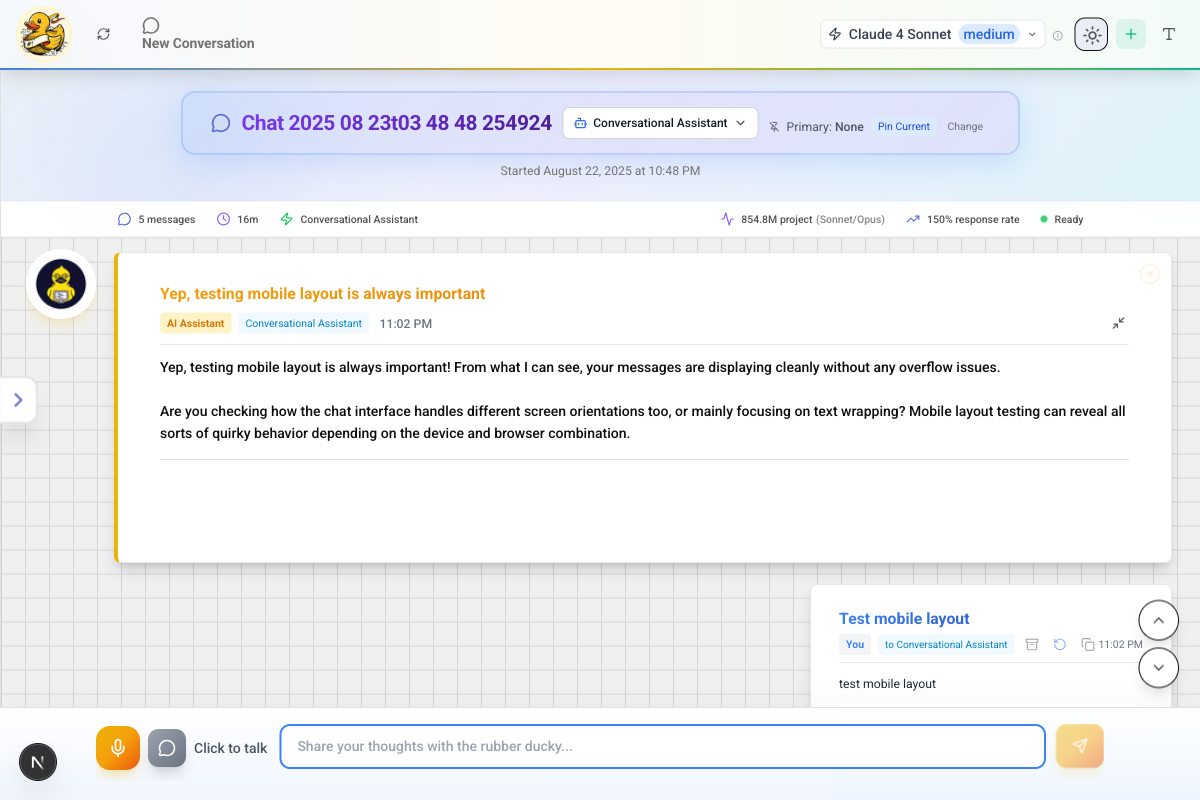 New Conversation
Claude 4 Sonnet medium
T
Chat 2025 08 23t03 48 48 254924
Conversational Assistant
Primary: None
Pin Current
Change
Started August 22, 2025 at 10:48 PM
5 messages
16m
Conversational Assistant
854.8M project (Sonnet/Opus)
150% response rate
Ready
Yep, testing mobile layout is always important
AI Assistant
Conversational Assistant
11:02 PM
Yep, testing mobile layout is always important! From what I can see, your messages are displaying cleanly without any overflow issues.
Are you checking how the chat interface handles different screen orientations too, or mainly focusing on text wrapping? Mobile layout testing can reveal all
sorts of quirky behavior depending on the device and browser combination.
Test mobile layout
You
to Conversational Assistant
11:02 PM
test mobile layout
N
Click to talk
Share your thoughts with the rubber ducky...